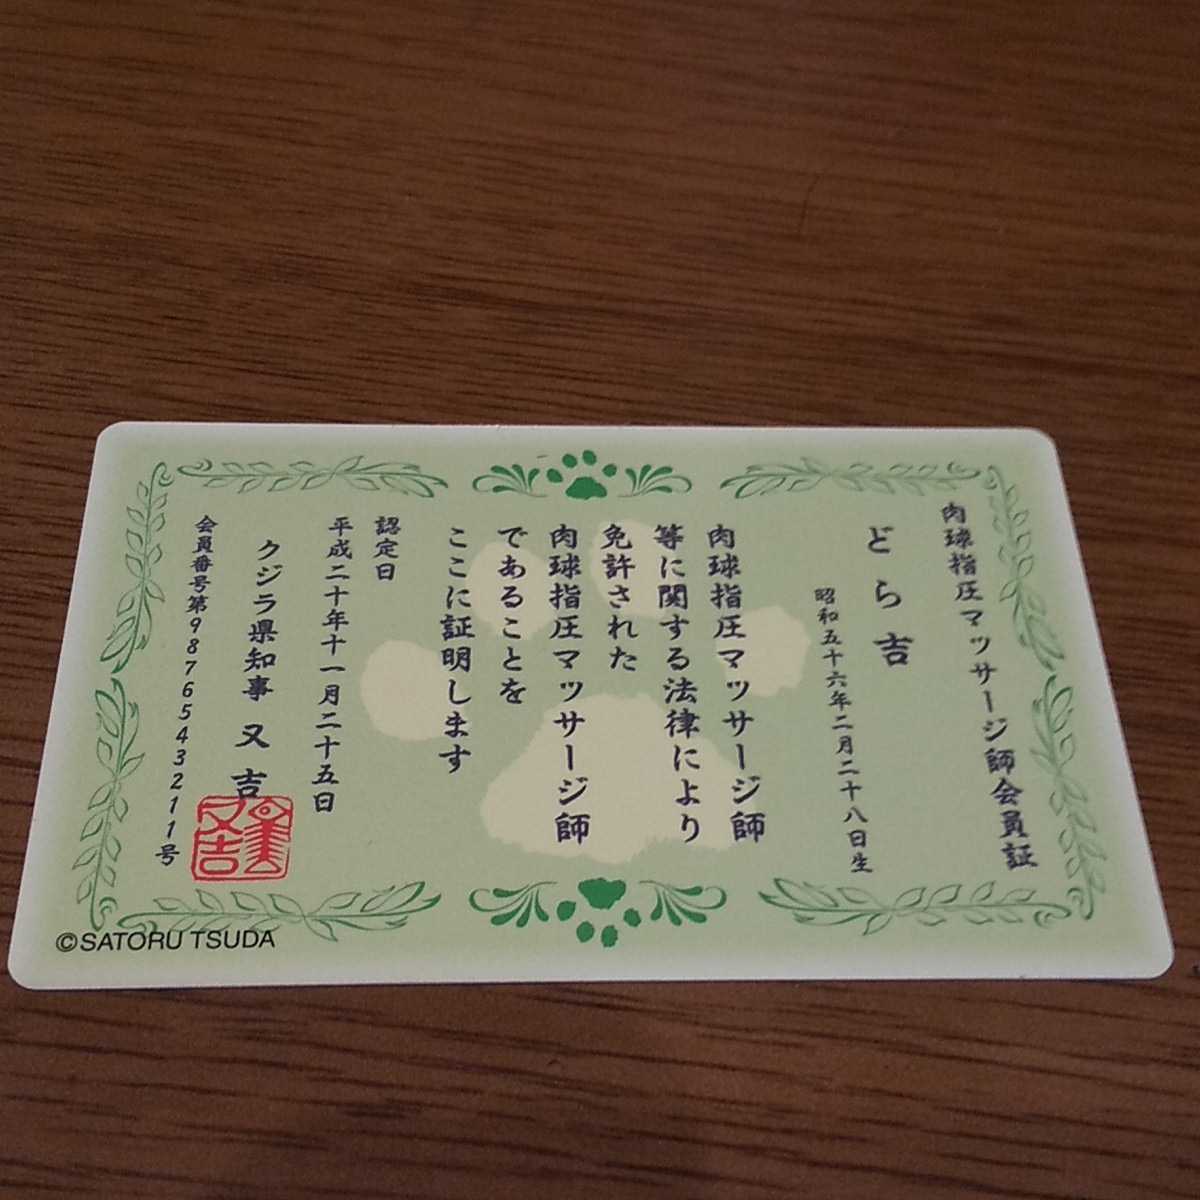 肉球指圧マッサージ師会員証
どら吉
昭和五十六年二月二十八日生
肉球指圧マッサージ師
等に関する法律により
免許された
肉球指圧マッサージ師
であることを
ここに証明します
認定日
平成二十年十一月二十五日
クジラ県知事 又吉
又吉
会員番号第9876543211号
©SATORU TSUDA